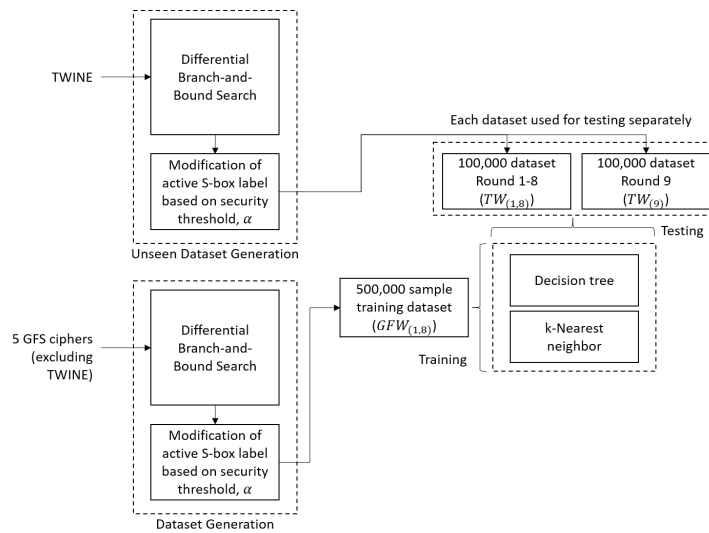 TWINE
Differential
Branch-and-
Bound Search
Modification of
active S-box label
based on security
threshold, α
Unseen Dataset Generation
Each dataset used for testing separately
100,000 dataset
Round 1-8
(TW(1,8))
100,000 dataset
Round 9
(TW(9))
Testing
5 GFS ciphers
(excluding
TWINE)
Differential
Branch-and-
Bound Search
Modification of
active S-box label
based on security
threshold, α
Dataset Generation
500,000 sample
training dataset
(GFW(1,8))
Training
Decision tree
k-Nearest
neighbor